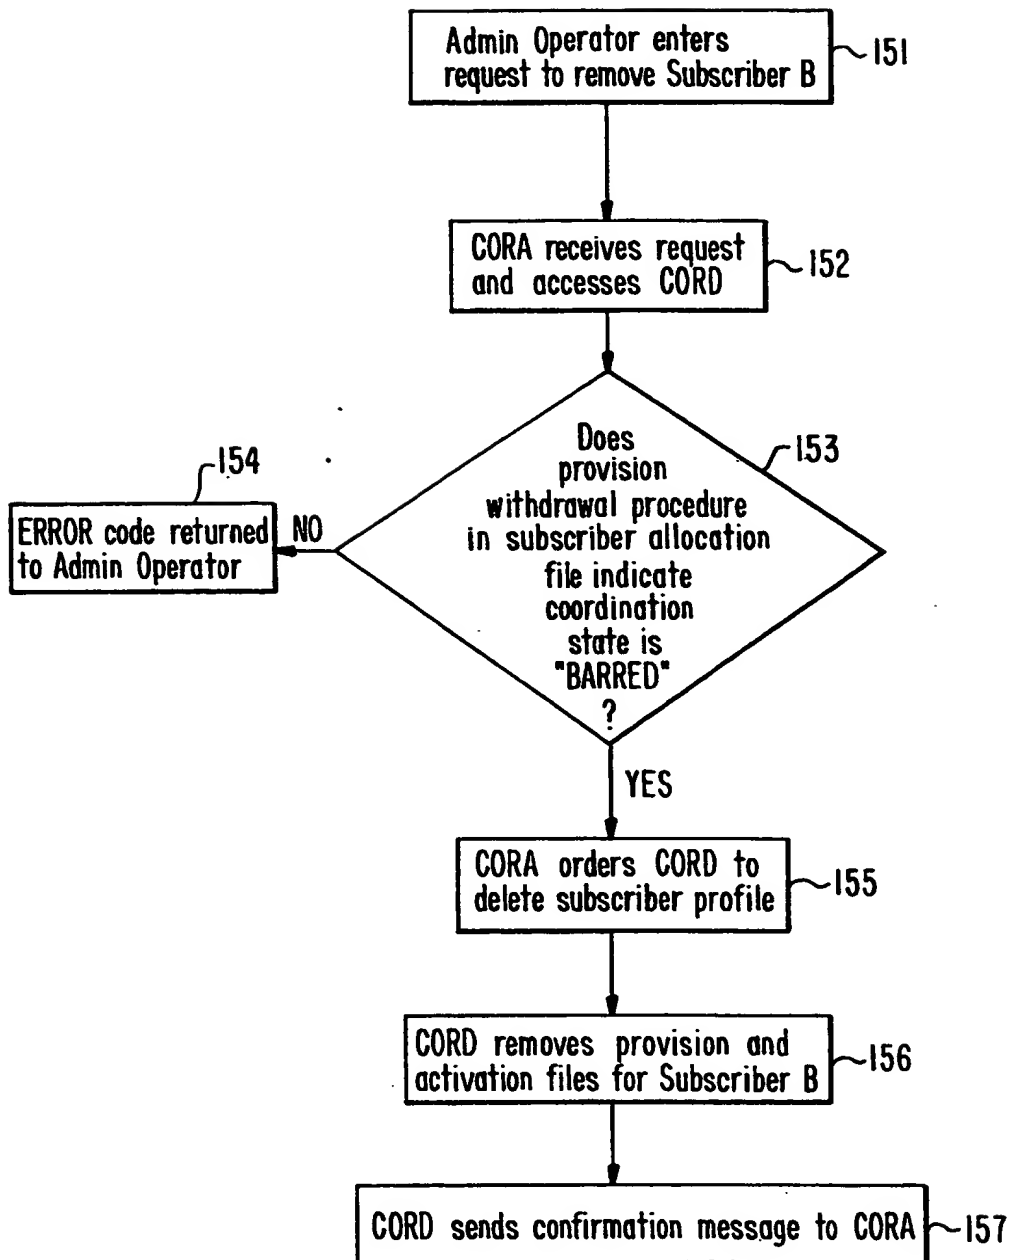 Admin Operator enters
request to remove Subscriber B
151
CORA receives request
and accesses CORD
152
Does
provision
withdrawal procedure
in subscriber allocation
file indicate
coordination
state is
"BARRED"
?
153
154
ERROR code returned
to Admin Operator
NO
YES
CORA orders CORD to
delete subscriber profile
155
CORD removes provision and
activation files for Subscriber B
156
CORD sends confirmation message to CORA
157